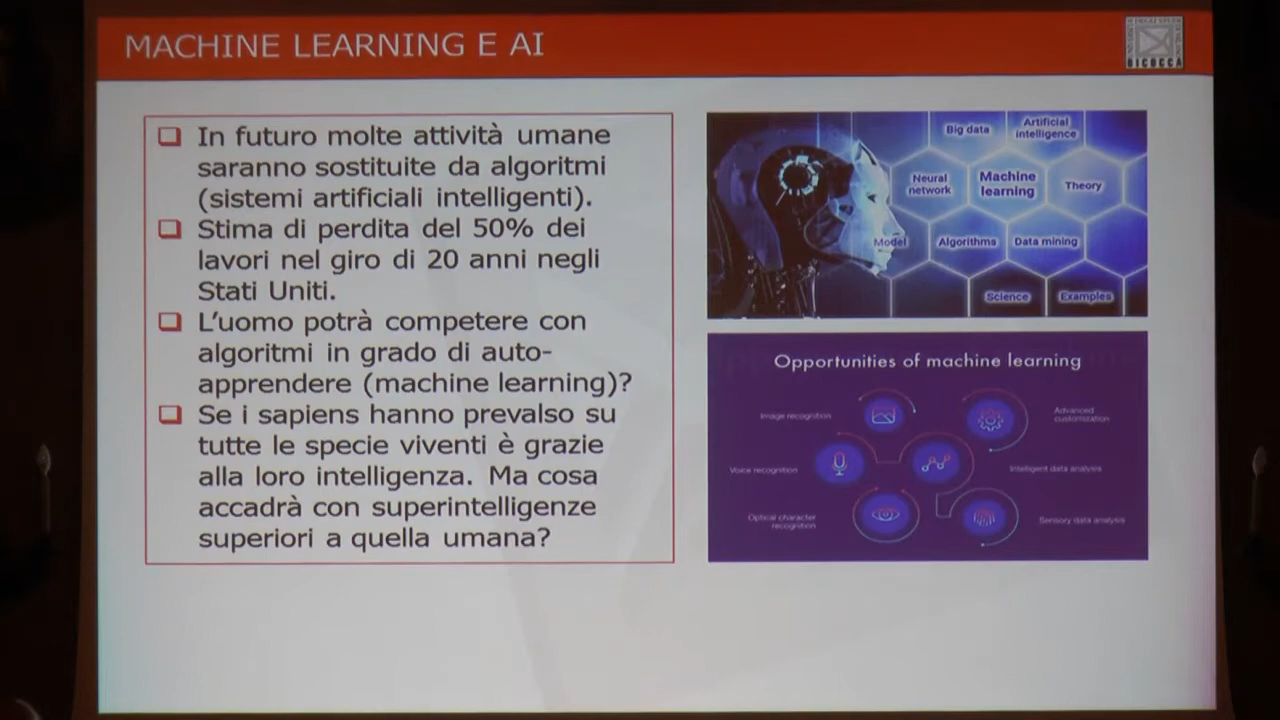 MACHINE LEARNING E AI
BICOCCA
In futuro molte attività umane
saranno sostituite da algoritmi
(sistemi artificiali intelligenti).
Stima di perdita del 50% dei
lavori nel giro di 20 anni negli
Stati Uniti.
L'uomo potrà competere con
algoritmi in grado di auto-
apprendere (machine learning)?
Se i sapiens hanno prevalso su
tutte le specie viventi è grazie
alla loro intelligenza. Ma cosa
accadrà con superintelligenze
superiori a quella umana?
Big data
Artificial
intelligence
Neural
network
Machine
learning
Theory
Model
Algorithms
Data mining
Science
Examples
Opportunities of machine learning
Image recognition
Advanced
customization
Voice recognition
Intelligent data analysis
Optical character
recognition
Sensory data analysis